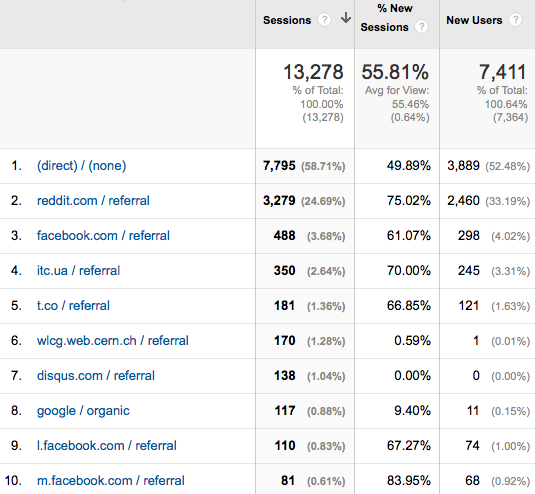 Sessions ? ↓ % New Sessions ? New Users ?
13,278 55.81% 7,411
% of Total: Avg for View: % of Total:
100.00% 55.46% 100.64%
(13,278) (0.64%) (7,364)
1. (direct) / (none) 7,795 (58.71%) 49.89% 3,889 (52.48%)
2. reddit.com / referral 3,279 (24.69%) 75.02% 2,460 (33.19%)
3. facebook.com / referral 488 (3.68%) 61.07% 298 (4.02%)
4. itc.ua / referral 350 (2.64%) 70.00% 245 (3.31%)
5. t.co / referral 181 (1.36%) 66.85% 121 (1.63%)
6. wlcg.web.cern.ch / referral 170 (1.28%) 0.59% 1 (0.01%)
7. disqus.com / referral 138 (1.04%) 0.00% 0 (0.00%)
8. google / organic 117 (0.88%) 9.40% 11 (0.15%)
9. l.facebook.com / referral 110 (0.83%) 67.27% 74 (1.00%)
10. m.facebook.com / referral 81 (0.61%) 83.95% 68 (0.92%)